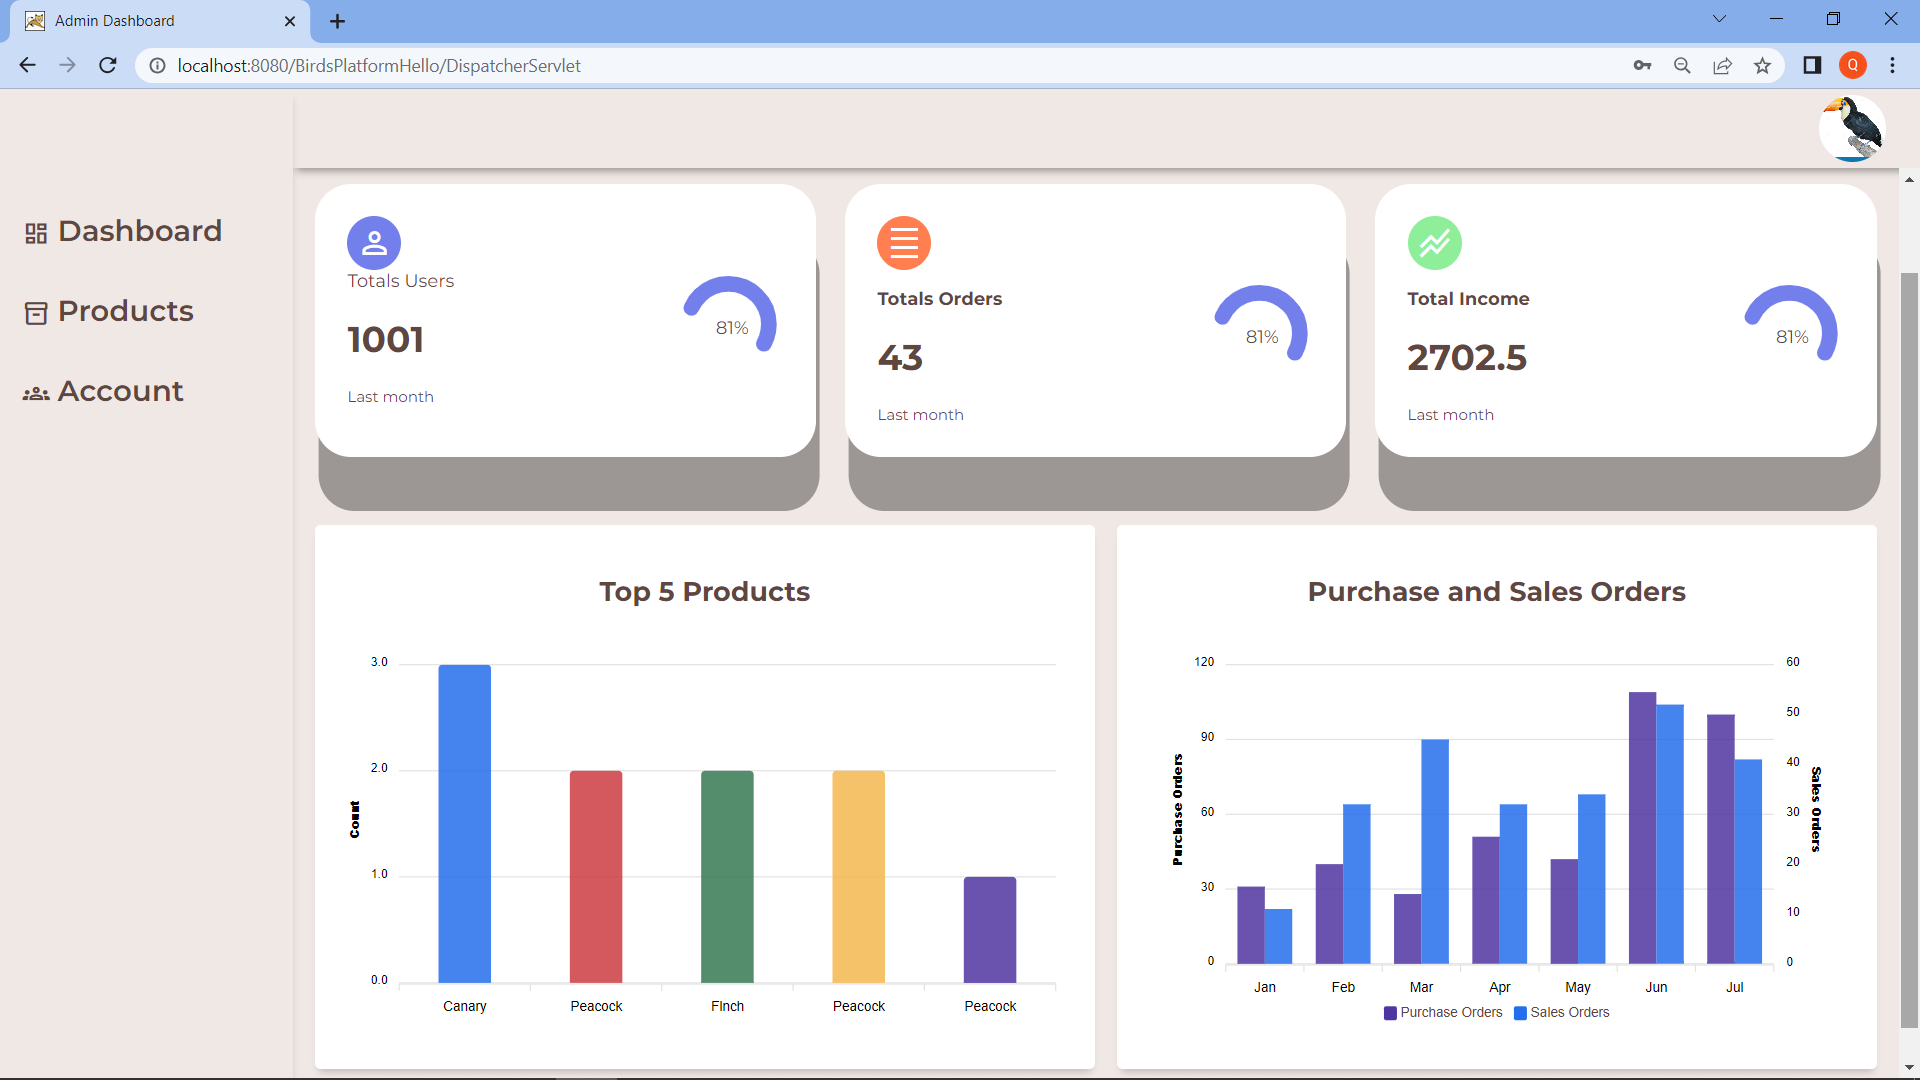 Admin Dashboard
localhost:8080/BirdsPlatformHello/DispatcherServlet
Q
Dashboard
Products
Account
Totals Users
1001
Last month
81%
Totals Orders
43
Last month
81%
Total Income
2702.5
Last month
81%
Top 5 Products
Count
3.0
2.0
1.0
0.0
Canary
Peacock
FInch
Peacock
Peacock
Purchase and Sales Orders
Purchase Orders
120
90
60
30
0
60
50
40
30
20
10
0
Sales Orders
Jan
Feb
Mar
Apr
May
Jun
Jul
Purchase Orders
Sales Orders